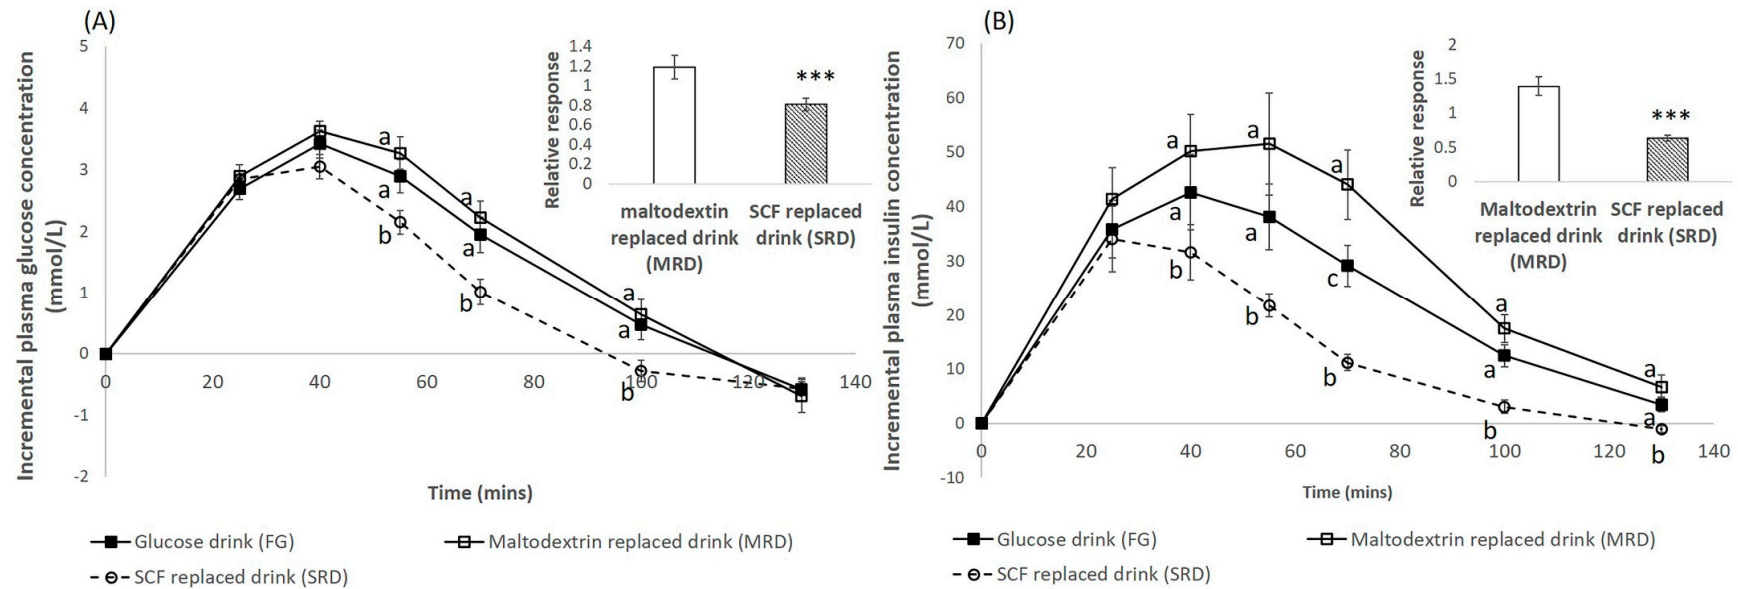 (A)
Incremental plasma glucose concentration
(mmol/L)
5
4
3
2
1
0
-1
-2
0
20
40
60
80
100
120
140
a
a
b
a
a
b
a
a
b
Time (mins)
Relative response
1.4
1.2
1
0.8
0.6
0.4
0.2
0
***
maltodextin
replaced drink
(MRD)
SCF replaced
drink (SRD)
Glucose drink (FG)
Maltodextrin replaced drink (MRD)
SCF replaced drink (SRD)
(B)
Incremental plasma insulin concentration
(mmol/L)
70
60
50
40
30
20
10
0
-10
0
20
40
60
80
100
120
140
a
a
b
a
a
b
a
c
b
a
a
b
a
a
b
Time (mins)
Relative response
2
1.5
1
0.5
0
***
Maltodextrin
replaced drink
(MRD)
SCF replaced
drink (SRD)
Glucose drink (FG)
Maltodextrin replaced drink (MRD)
SCF replaced drink (SRD)